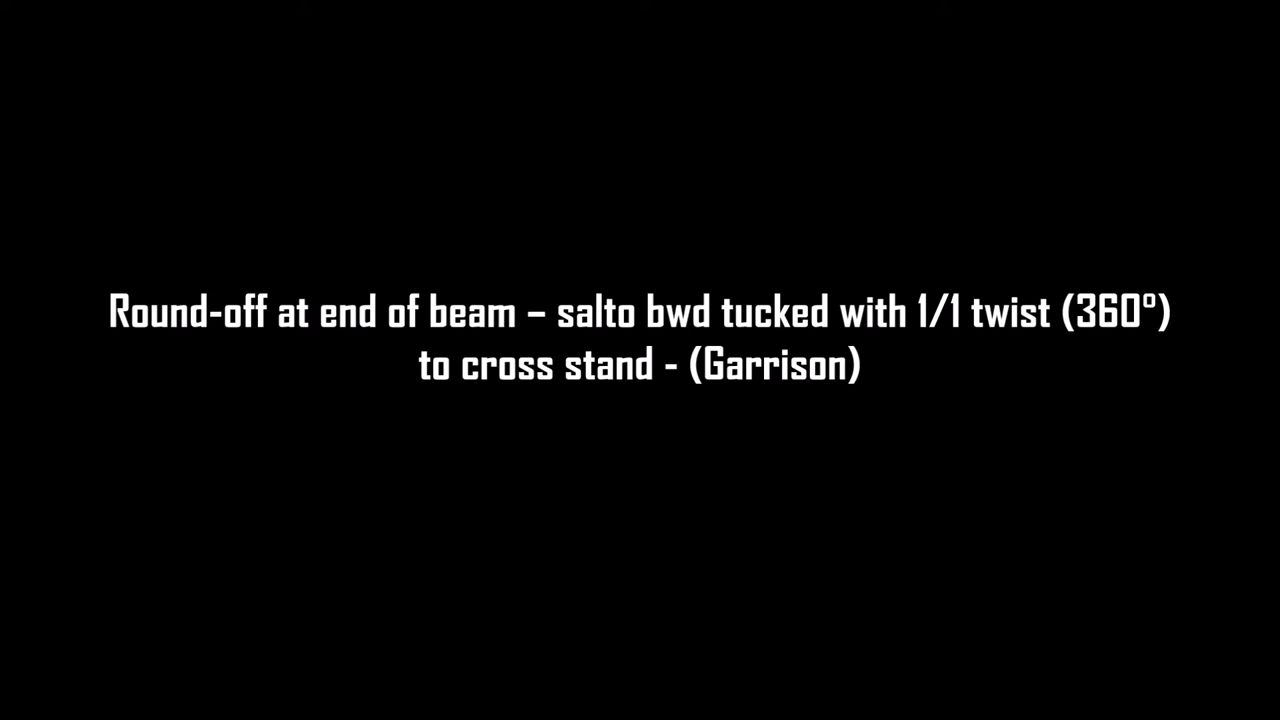 Round-off at end of beam – salto bwd tucked with 1/1 twist (360°)
to cross stand - (Garrison)